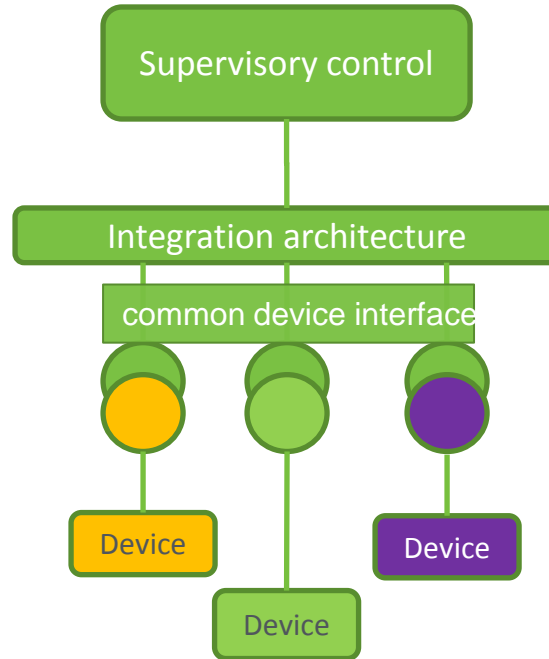 Supervisory control
Integration architecture
common device interface
Device
Device
Device